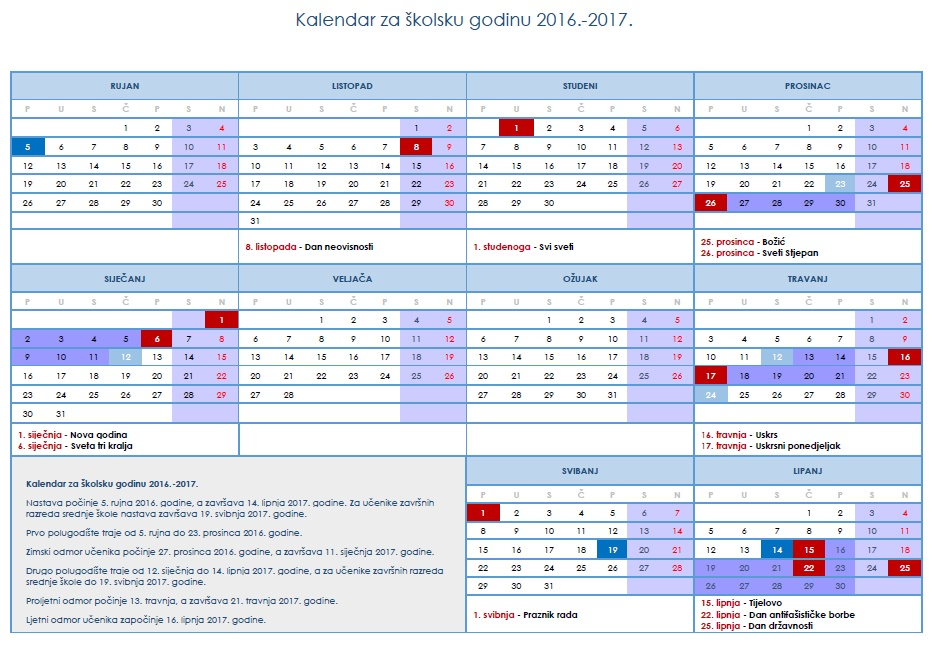 Kalendar za školsku godinu 2016.-2017.
RUJAN LISTOPAD STUDENI PROSINAC
P U S Č P S N P U S Č P S N P U S Č P S N P U S Č P S N
1 2 3 4 1 2 1 2 3 4 5 6 1 2 3 4
5 6 7 8 9 10 11 3 4 5 6 7 8 9 7 8 9 10 11 12 13 5 6 7 8 9 10 11
12 13 14 15 16 17 18 10 11 12 13 14 15 16 14 15 16 17 18 19 20 12 13 14 15 16 17 18
19 20 21 22 23 24 25 17 18 19 20 21 22 23 21 22 23 24 25 26 27 19 20 21 22 23 24 25
26 27 28 29 30 24 25 26 27 28 29 30 28 29 30 26 27 28 29 30 31
31
8. listopada - Dan neovisnosti 1. studenoga - Svi sveti 25. prosinca - Božić
26. prosinca - Sveti Stjepan
SIJEČANJ VELJAČA OŽUJAK TRAVANJ
P U S Č P S N P U S Č P S N P U S Č P S N P U S Č P S N
1 1 2 3 4 5 1 2 3 4 5 1 2
2 3 4 5 6 7 8 6 7 8 9 10 11 12 6 7 8 9 10 11 12 3 4 5 6 7 8 9
9 10 11 12 13 14 15 13 14 15 16 17 18 19 13 14 15 16 17 18 19 10 11 12 13 14 15 16
16 17 18 19 20 21 22 20 21 22 23 24 25 26 20 21 22 23 24 25 26 17 18 19 20 21 22 23
23 24 25 26 27 28 29 27 28 27 28 29 30 31 24 25 26 27 28 29 30
30 31
1. siječnja - Nova godina 16. travnja - Uskrs
6. siječnja - Sveta tri kralja 17. travnja - Uskrsni ponedjeljak
Kalendar za školsku godinu 2016.-2017.
Nastava počinje 5. rujna 2016. godine, a završava 14. lipnja 2017. godine. Za učenike završnih
razreda srednje škole nastava završava 19. svibnja 2017. godine.
Prvo polugodište traje od 5. rujna do 23. prosinca 2016. godine.
Zimski odmor učenika počinje 27. prosinca 2016. godine, a završava 11. siječnja 2017. godine.
Drugo polugodište traje od 12. siječnja do 14. lipnja 2017. godine, a za učenike završnih razreda
srednje škole do 19. svibnja 2017. godine.
Proljetni odmor počinje 13. travnja, a završava 21. travnja 2017. godine.
Ljetni odmor učenika započinje 16. lipnja 2017. godine.
SVIBANJ LIPANJ
P U S Č P S N P U S Č P S N
1 2 3 4 5 6 7 1 2 3 4
8 9 10 11 12 13 14 5 6 7 8 9 10 11
15 16 17 18 19 20 21 12 13 14 15 16 17 18
22 23 24 25 26 27 28 19 20 21 22 23 24 25
29 30 31 26 27 28 29 30
1. svibnja - Praznik rada 15. lipnja - Tijelovo
22. lipnja - Dan antifašističke borbe
25. lipnja - Dan državnosti